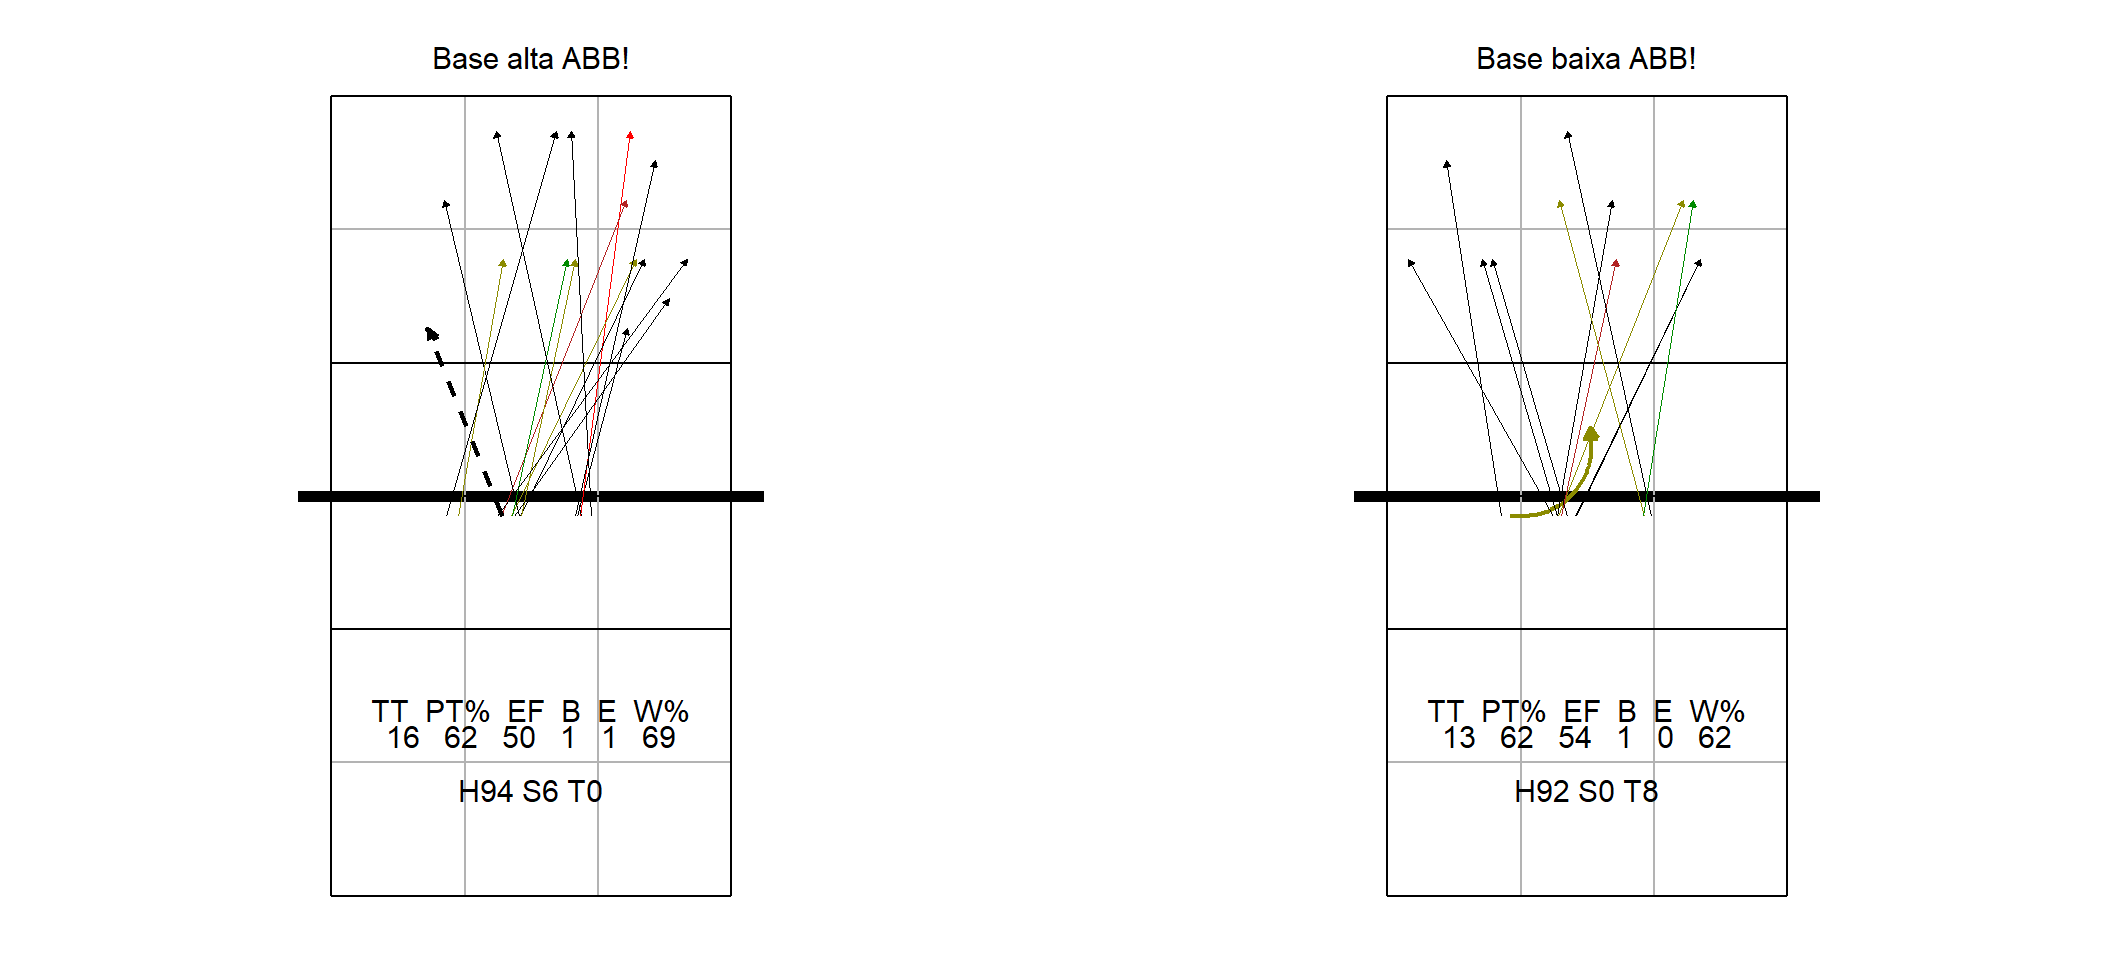 Base alta ABB!
TT PT% EF B E W%
16 62 50 1 1 69
H94 S6 T0
Base baixa ABB!
TT PT% EF B E W%
13 62 54 1 0 62
H92 S0 T8